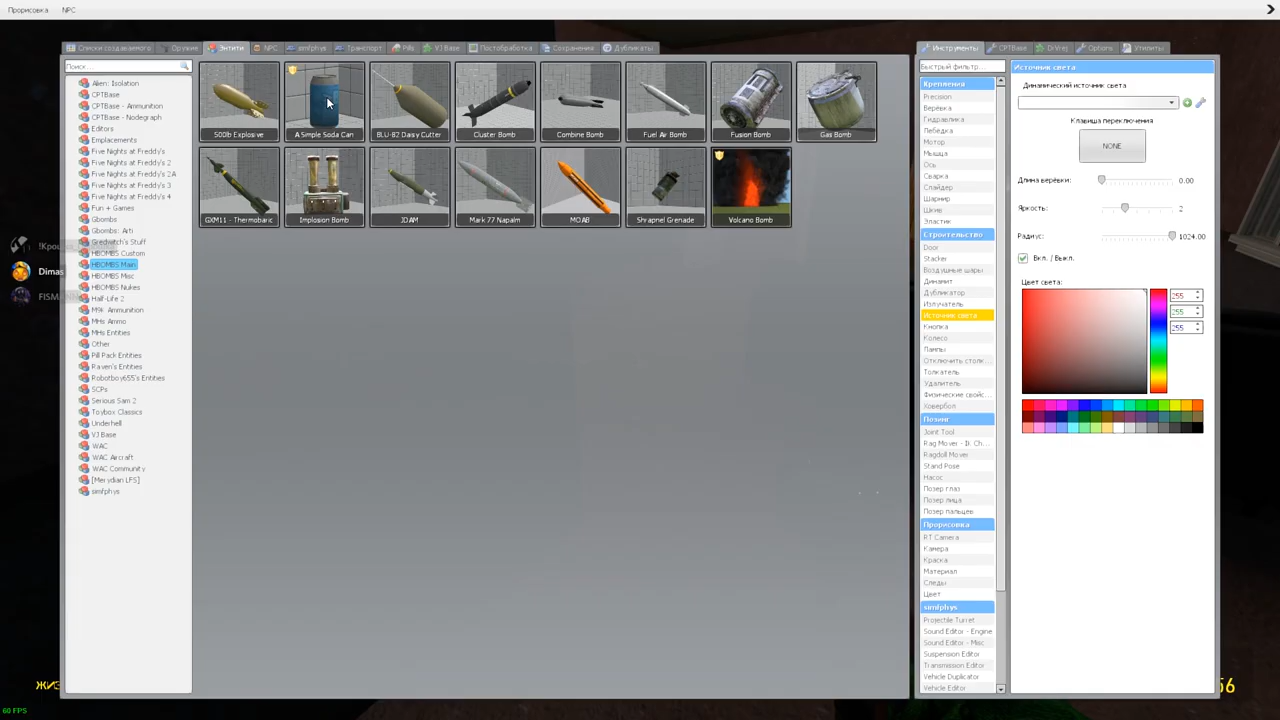 Прорисовка NPC
Списки создаваемого Оружие Энтити NPC simfphys Транспорт Pills VJ Base Постобработка Сохранения Дубликаты
Поиск...
Alien: Isolation
CPTBase
CPTBase - Ammunition
CPTBase - Nodegraph
Editors
Emplacements
Five Nights at Freddy's
Five Nights at Freddy's 2
Five Nights at Freddy's 2A
Five Nights at Freddy's 3
Five Nights at Freddy's 4
Fun + Games
Gbombs
Gbombs: Arti
Gredwitch's Stuff
HBOMBS Custom
HBOMBS Main
HBOMBS Misc
HBOMBS Nukes
Half-Life 2
M9k Ammunition
MHs Ammo
MHs Entities
Other
Pill Pack Entities
Raven's Entities
Robotboy655's Entities
SCPs
Serious Sam 2
Toybox Classics
Underhell
VJ Base
WAC
WAC Aircraft
WAC Community
[Merydian LFS]
simfphys
Dimas
500lb Explosive A Simple Soda Can BLU-82 Daisy Cutter Cluster Bomb Combine Bomb Fuel Air Bomb Fusion Bomb Gas Bomb
GXM11 - Thermobaric Implosion Bomb JDAM Mark 77 Napalm MOAB Shrapnel Grenade Volcano Bomb
Инструменты CPTBase DrVrej Options Утилиты
Быстрый фильтр...
Крепления
Precision
Верёвка
Гидравлика
Лебёдка
Мотор
Мышца
Ось
Сварка
Слайдер
Шарнир
Шкив
Эластик
Строительство
Door
Stacker
Воздушные шары
Динамит
Дубликатор
Излучатель
Источник света
Кнопка
Колесо
Лампы
Отключить столк...
Толкатель
Удалитель
Физические свойс...
Ховербол
Позинг
Joint Tool
Rag Mover - IK Ch...
Ragdoll Mover
Stand Pose
Насос
Позер глаз
Позер лица
Позер пальцев
Прорисовка
RT Camera
Камера
Краска
Материал
Следы
Цвет
simfphys
Projectile Turret
Sound Editor - Engine
Sound Editor - Misc
Suspension Editor
Transmission Editor
Vehicle Duplicator
Vehicle Editor
Источник света
Динамический источник света
Клавиша переключения
NONE
Длина верёвки: 0.00
Яркость: 2
Радиус: 1024.00
Вкл. / Выкл.
Цвет света:
255
255
255
60 FPS